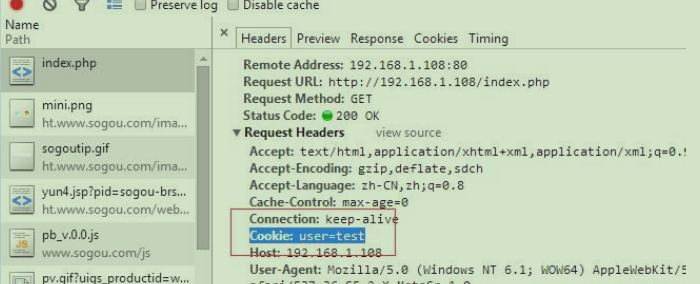 Preserve log Disable cache
Name
Path
× Headers Preview Response Cookies Timing
index.php
mini.png
ht.www.sogou.com/ima...
sogoutip.gif
ht.www.sogou.com/ima...
yun4.jsp?pid=sogou-brs...
ht.www.sogou.com/web...
pb_v.0.0.js
www.sogou.com/js
pv.gif?uigs_productid=w...
Remote Address: 192.168.1.108:80
Request URL: http://192.168.1.108/index.php
Request Method: GET
Status Code: 200 OK
▼ Request Headers view source
Accept: text/html,application/xhtml+xml,application/xml;q=0.9
Accept-Encoding: gzip,deflate,sdch
Accept-Language: zh-CN,zh;q=0.8
Cache-Control: max-age=0
Connection: keep-alive
Cookie: user=test
Host: 192.168.1.108
User-Agent: Mozilla/5.0 (Windows NT 6.1; WOW64) AppleWebKit/5